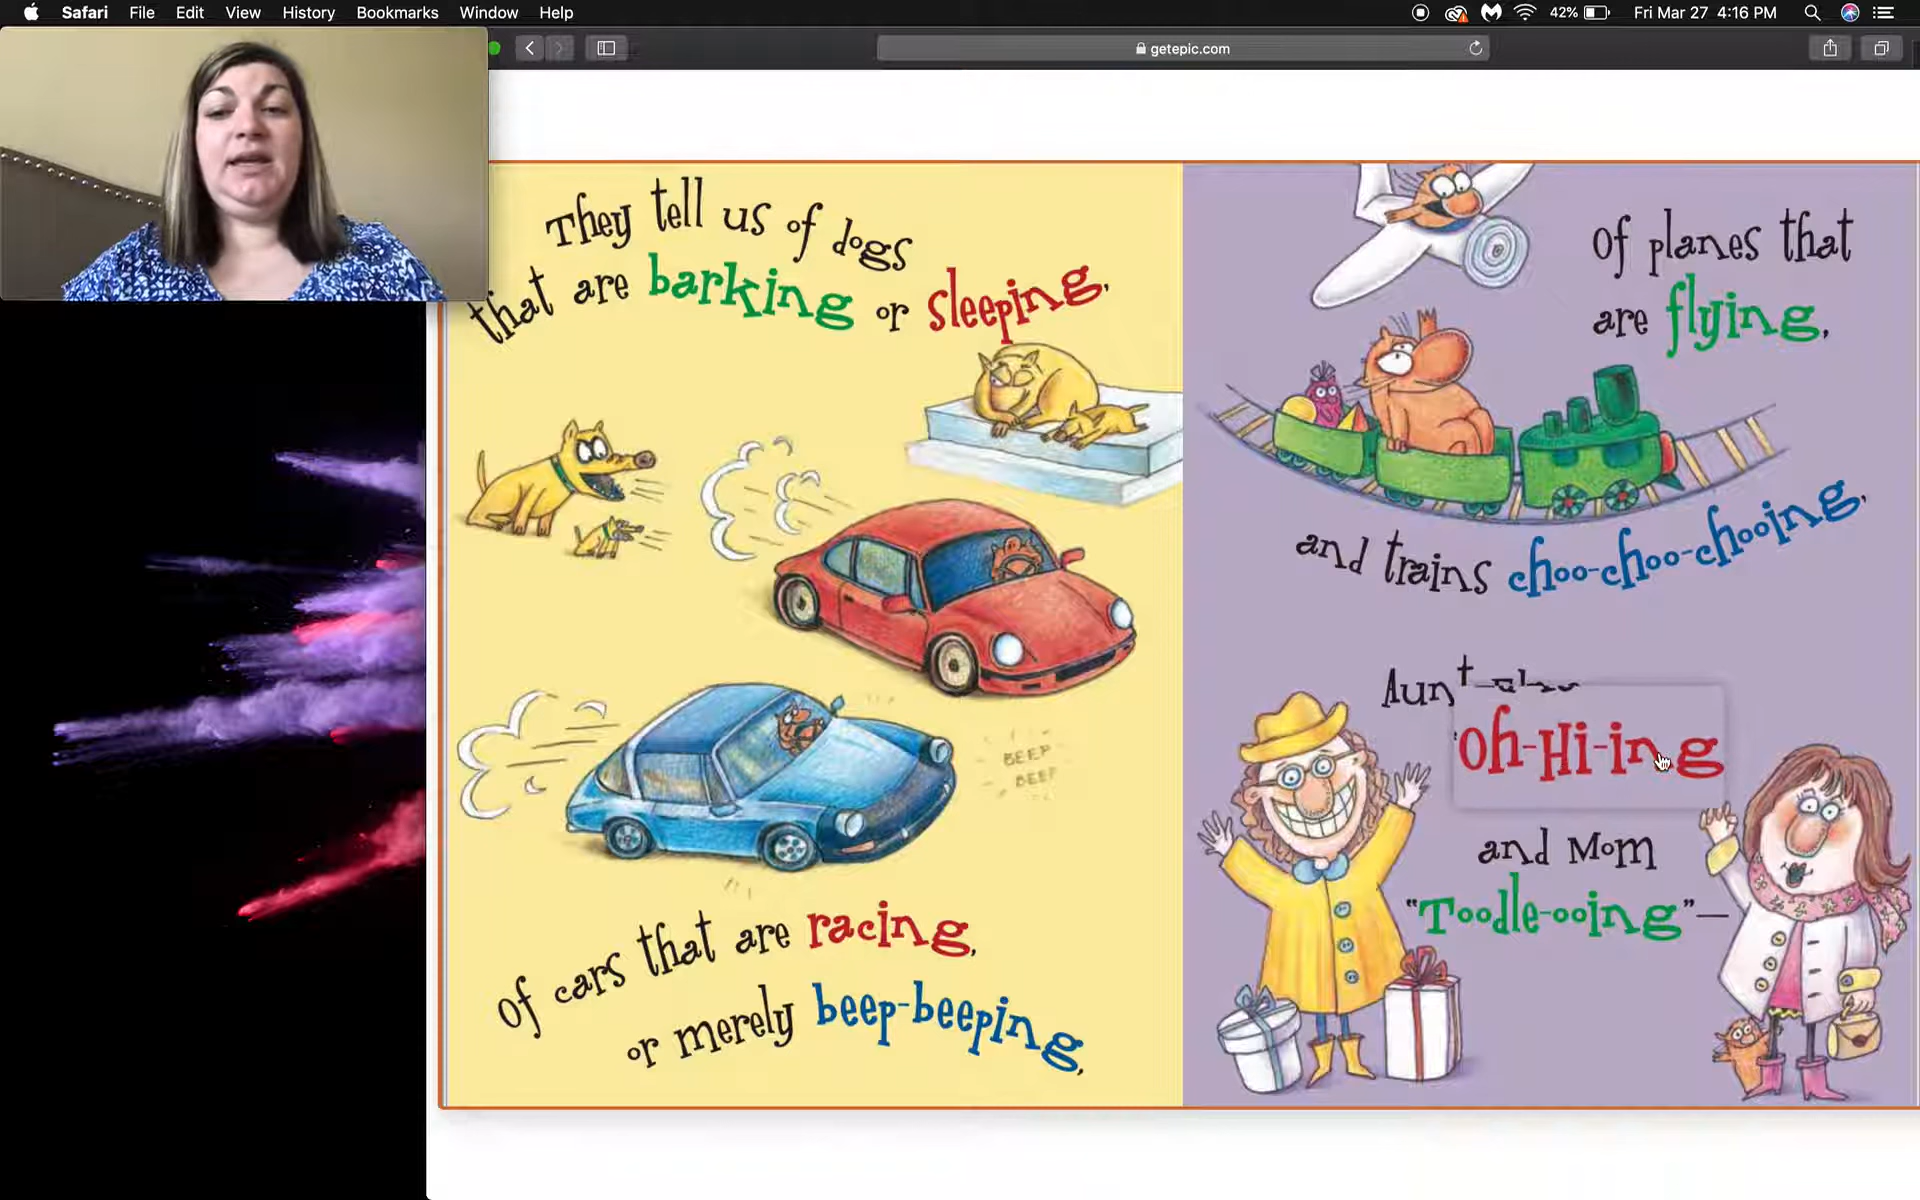 Safari File Edit View History Bookmarks Window Help 42% Fri Mar 27 4:16 PM
getepic.com
They tell us of dogs
that are barking or sleeping,
BEEP
BEEP
of cars that are racing,
or merely beep-beeping,
of planes that
are flying,
and trains choo-choo-chooing,
Aunt
"Oh-Hi-ing
and Mom
"Toodle-ooing"—